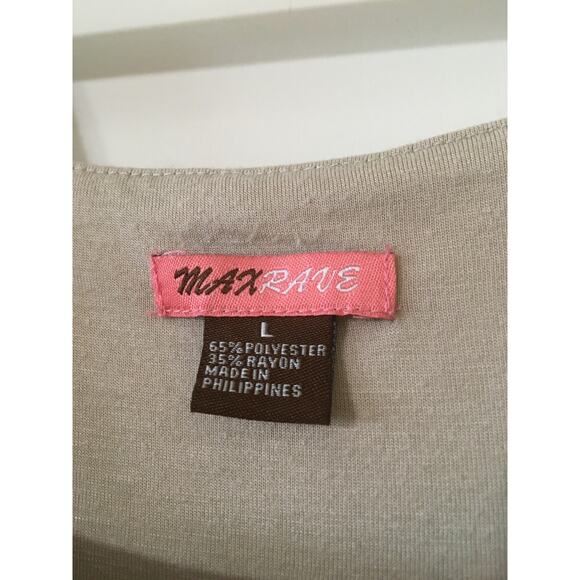 MAXRAVE
L
65% POLYESTER
35% RAYON
MADE IN
PHILIPPINES